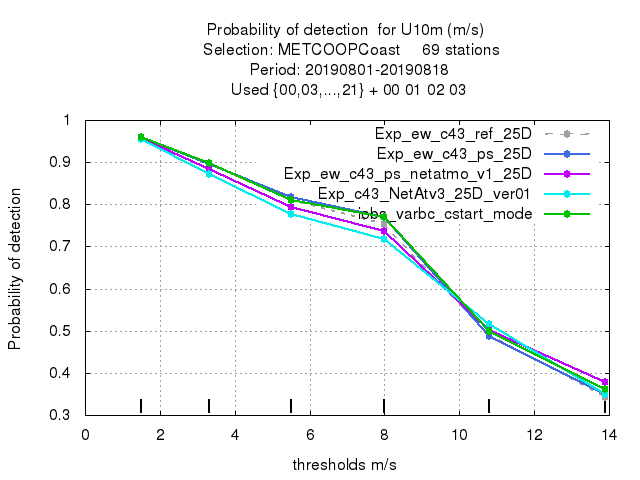 Probability of detection  for U10m (m/s)
Selection: METCOOPCoast     69 stations
Period: 20190801-20190818
Used {00,03,...,21} + 00 01 02 03
Exp_ew_c43_ref_25D
Exp_ew_c43_ps_25D
Exp_ew_c43_ps_netatmo_v1_25D
Exp_c43_NetAtv3_25D_ver01
iobs_varbc_cstart_mode
Probability of detection
1
0.9
0.8
0.7
0.6
0.5
0.4
0.3
0 2 4 6 8 10 12 14
thresholds m/s